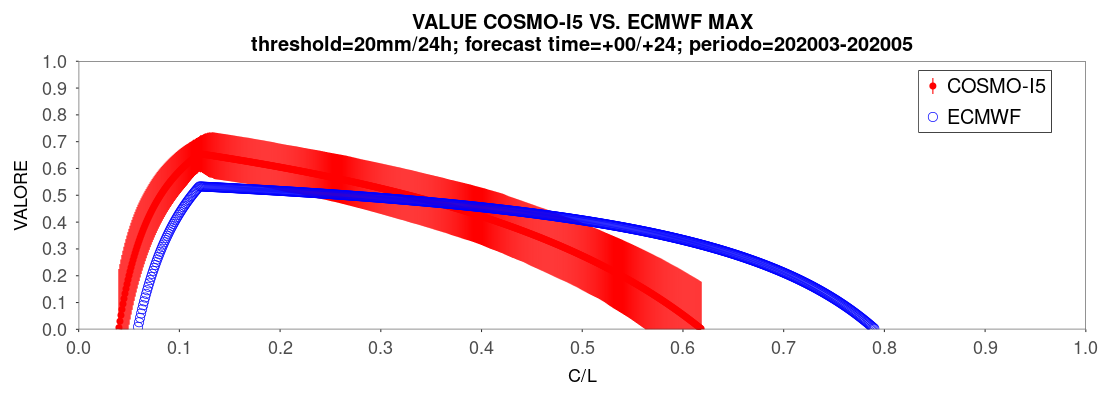 VALUE COSMO-I5 VS. ECMWF MAX
threshold=20mm/24h; forecast time=+00/+24; periodo=202003-202005
COSMO-I5
ECMWF
VALORE
1.0
0.9
0.8
0.7
0.6
0.5
0.4
0.3
0.2
0.1
0.0
0.0 0.1 0.2 0.3 0.4 0.5 0.6 0.7 0.8 0.9 1.0
C/L